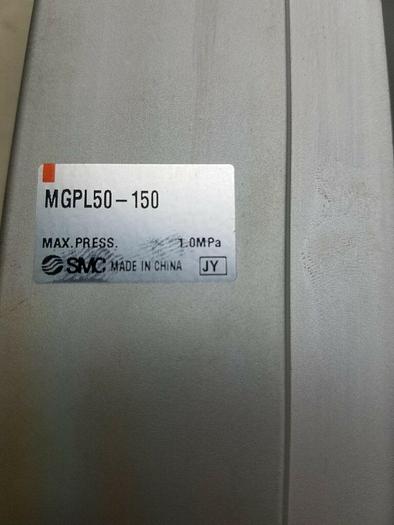 MGPL50-150
MAX.PRESS. 1.0MPa
SMC MADE IN CHINA JY